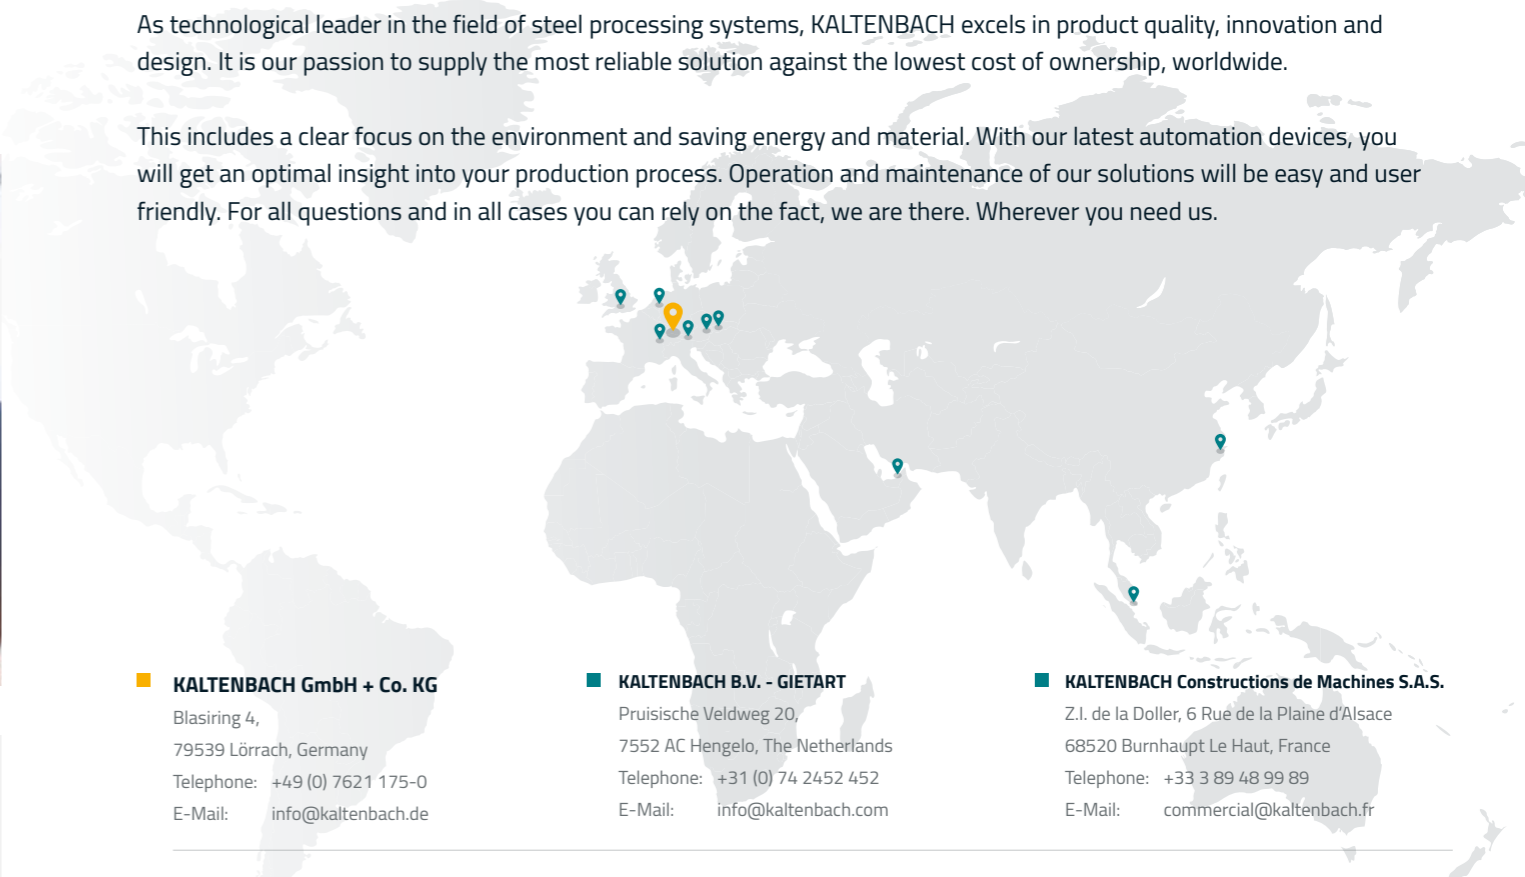 As technological leader in the field of steel processing systems, KALTENBACH excels in product quality, innovation and
design. It is our passion to supply the most reliable solution against the lowest cost of ownership, worldwide.
This includes a clear focus on the environment and saving energy and material. With our latest automation devices, you
will get an optimal insight into your production process. Operation and maintenance of our solutions will be easy and user
friendly. For all questions and in all cases you can rely on the fact, we are there. Wherever you need us.
KALTENBACH GmbH + Co. KG
Blasiring 4,
79539 Lörrach, Germany
Telephone: +49 (0) 7621 175-0
E-Mail: info@kaltenbach.de
KALTENBACH B.V. - GIETART
Pruisische Veldweg 20,
7552 AC Hengelo, The Netherlands
Telephone: +31 (0) 74 2452 452
E-Mail: info@kaltenbach.com
KALTENBACH Constructions de Machines S.A.S.
Z.I. de la Doller, 6 Rue de la Plaine d'Alsace
68520 Burnhaupt Le Haut, France
Telephone: +33 3 89 48 99 89
E-Mail: commercial@kaltenbach.fr